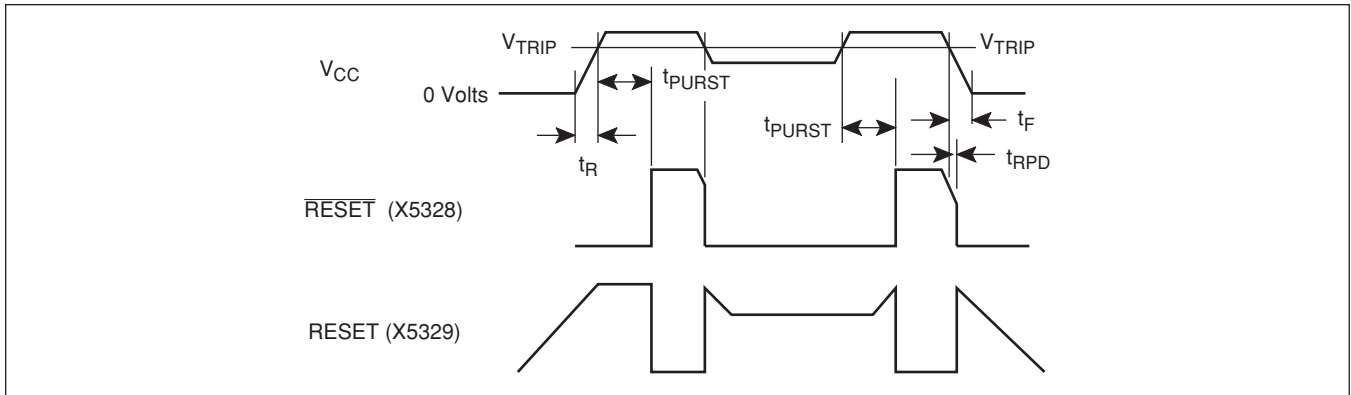 VTRIP
VTRIP
VCC
tPURST
0 Volts
tPURST
tF
tR
tRPD
RESET (X5328)
RESET (X5329)